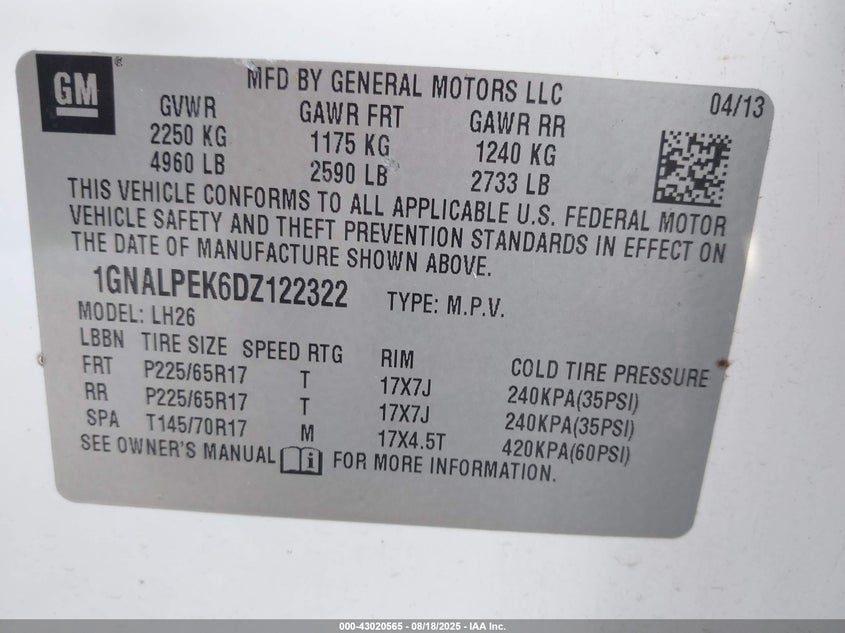 GM ®
MFD BY GENERAL MOTORS LLC
04/13
GVWR GAWR FRT GAWR RR
2250 KG 1175 KG 1240 KG
4960 LB 2590 LB 2733 LB
THIS VEHICLE CONFORMS TO ALL APPLICABLE U.S. FEDERAL MOTOR
VEHICLE SAFETY AND THEFT PREVENTION STANDARDS IN EFFECT ON
THE DATE OF MANUFACTURE SHOWN ABOVE.
1GNALPEK6DZ122322 TYPE: M.P.V.
MODEL: LH26
LBBN TIRE SIZE SPEED RTG RIM COLD TIRE PRESSURE
FRT P225/65R17 T 17X7J 240KPA(35PSI)
RR P225/65R17 T 17X7J 240KPA(35PSI)
SPA T145/70R17 M 17X4.5T 420KPA(60PSI)
SEE OWNER'S MANUAL i FOR MORE INFORMATION.
000-43020565 - 08/18/2025 - IAA Inc.